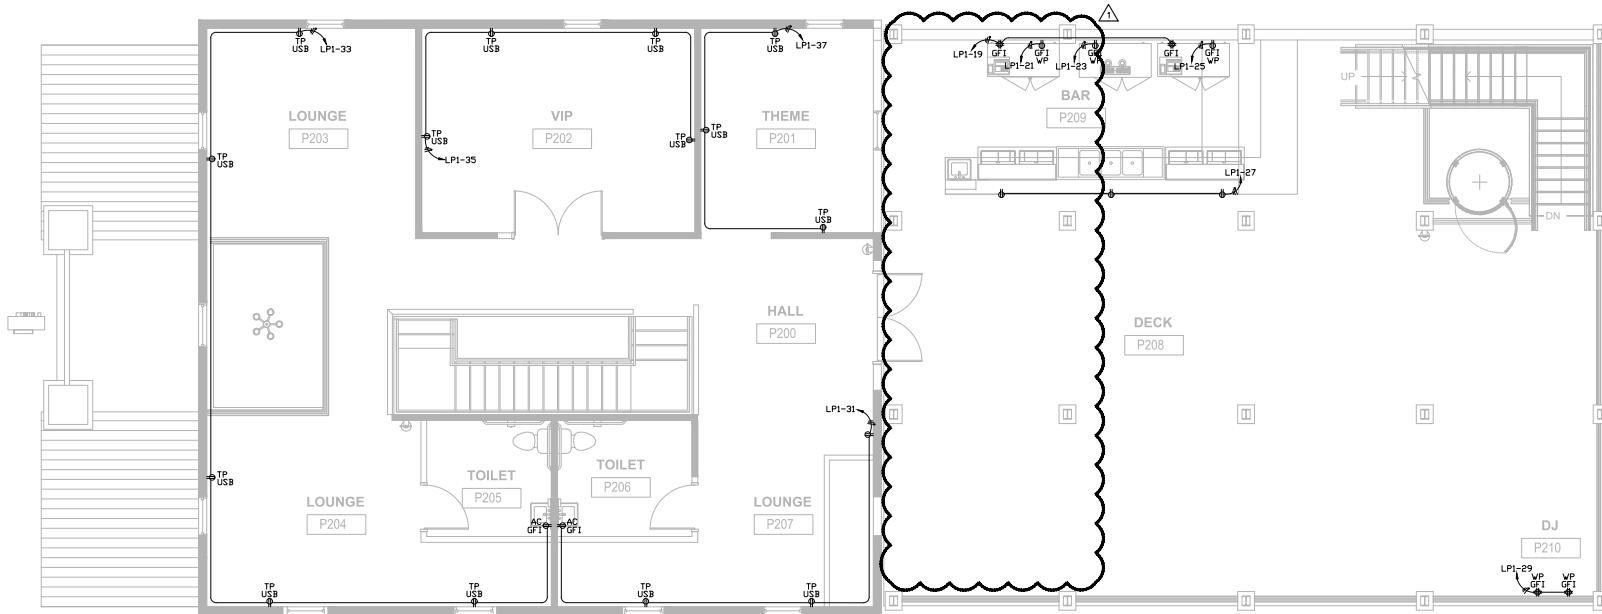 1
TP
USB
LP1-33
TP
USB
TP
USB
TP
USB
LP1-37
LP1-19
GFI
LP1-21
GFI
WP
LP1-23
GFI
WP
GFI
LP1-25
GFI
WP
UP
BAR
P209
LOUNGE
P203
VIP
P202
THEME
P201
TP
USB
TP
USB
LP1-35
TP
USB
TP
USB
LP1-27
TP
USB
DN
HALL
P200
DECK
P208
LP1-31
TP
USB
TOILET
P205
TOILET
P206
LOUNGE
P204
LOUNGE
P207
AC
GFI
AC
GFI
DJ
P210
LP1-29
WP
GFI
WP
GFI
TP
USB
TP
USB
TP
USB
TP
USB